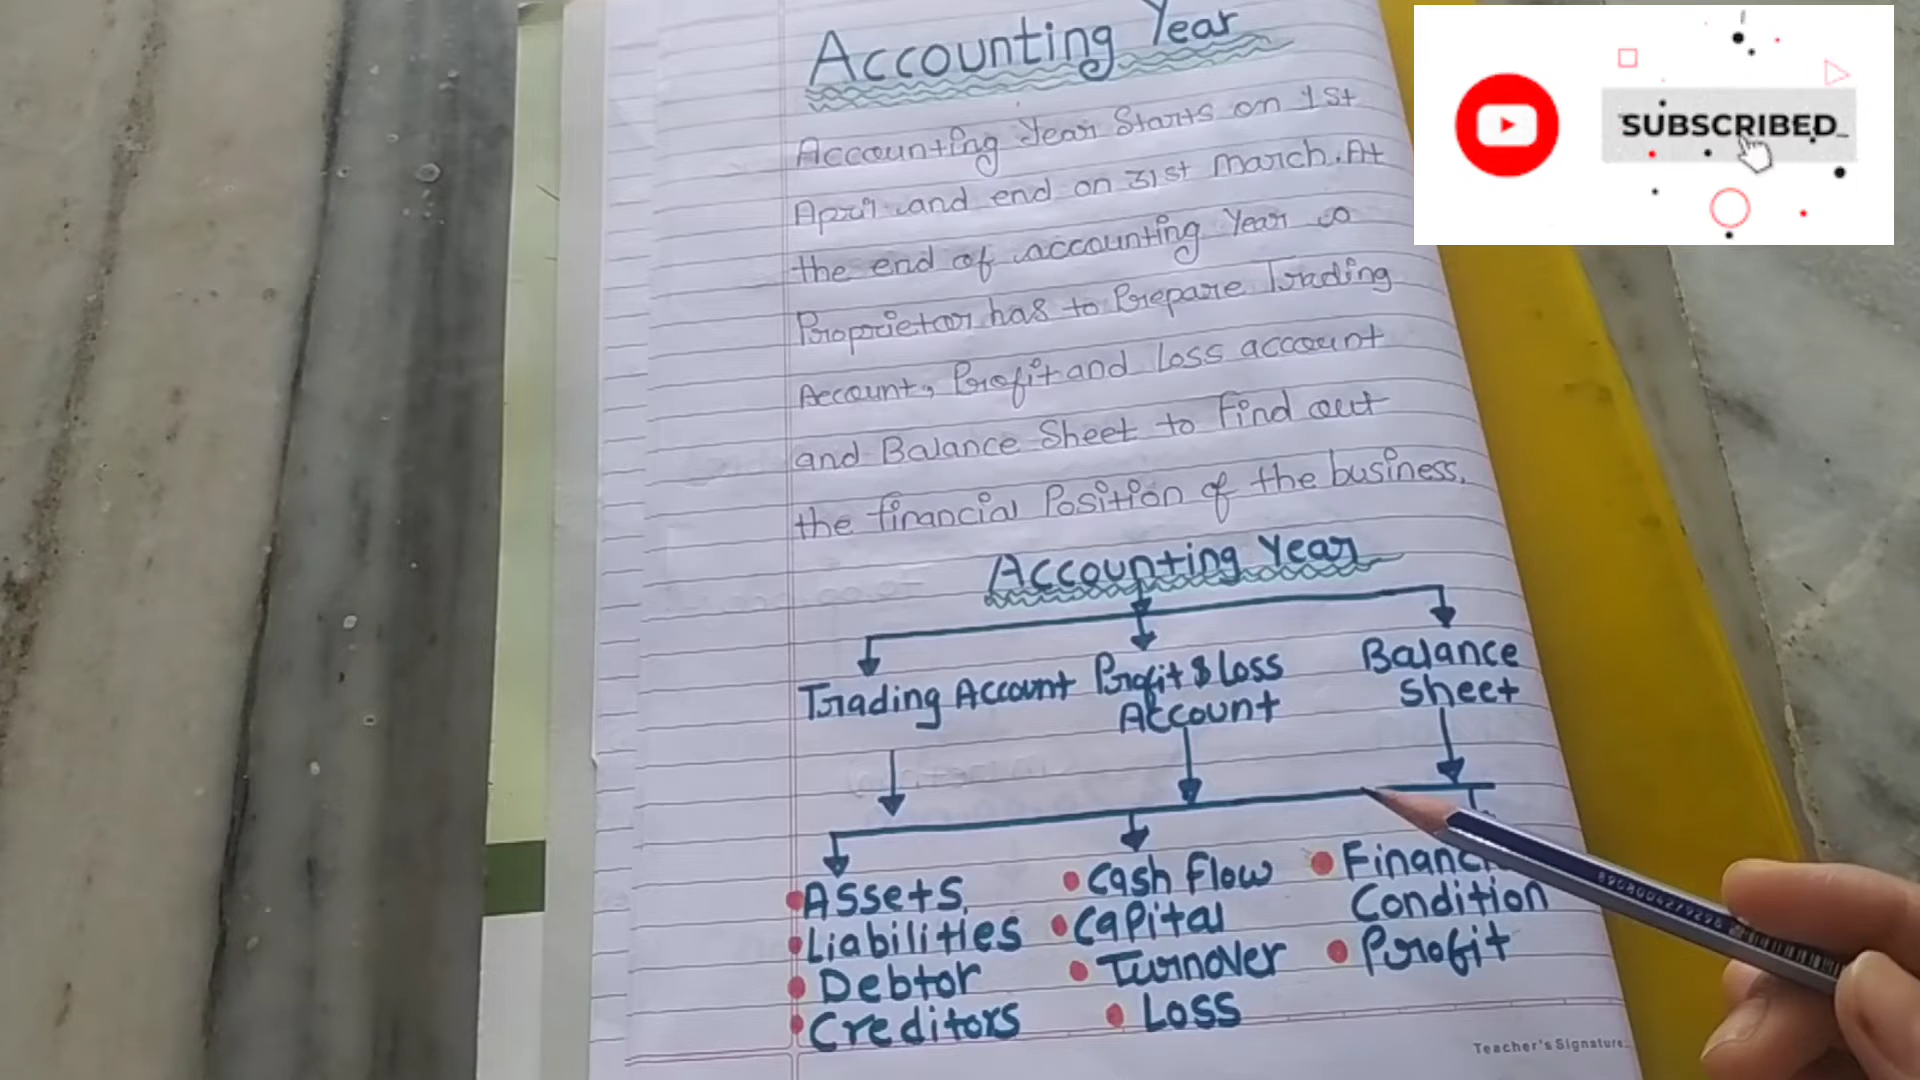 Accounting Year
Accounting Year Starts on 1st
April and end on 31st March. At
the end of accounting Year a
Proprietor has to Prepare Trading
Account, Profit and Loss account
and Balance Sheet to find out
the financial Position of the business.
Accounting Year
Trading Account
Profit & Loss
Account
Balance
Sheet
Assets
Liabilities
Debtor
Creditors
Cash Flow
Capital
Turnover
Loss
Condition
Profit
Teacher's Signature
SUBSCRIBED